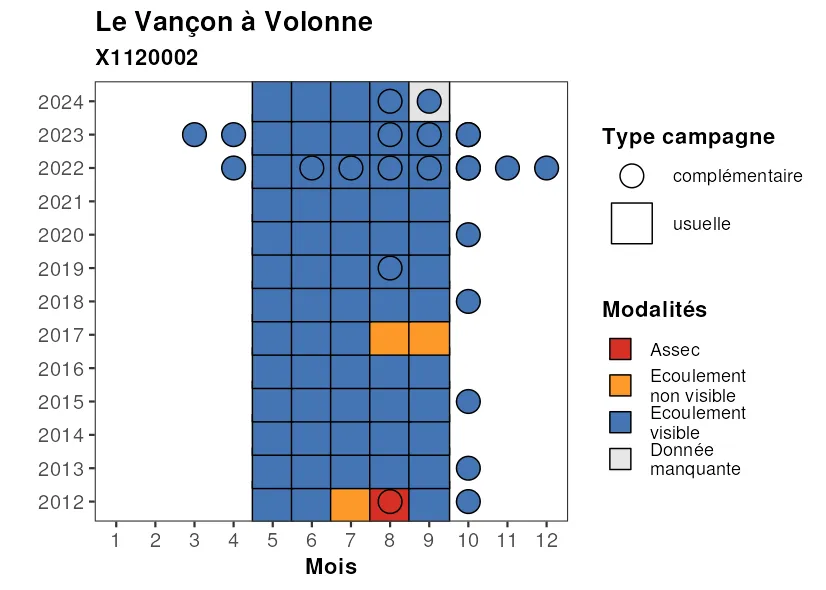 Le Vançon à Volonne
X1120002
2024
2023
2022
2021
2020
2019
2018
2017
2016
2015
2014
2013
2012
1 2 3 4 5 6 7 8 9 10 11 12
Mois
Type campagne
complémentaire
usuelle
Modalités
Assec
Ecoulement
non visible
Ecoulement
visible
Donnée
manquante